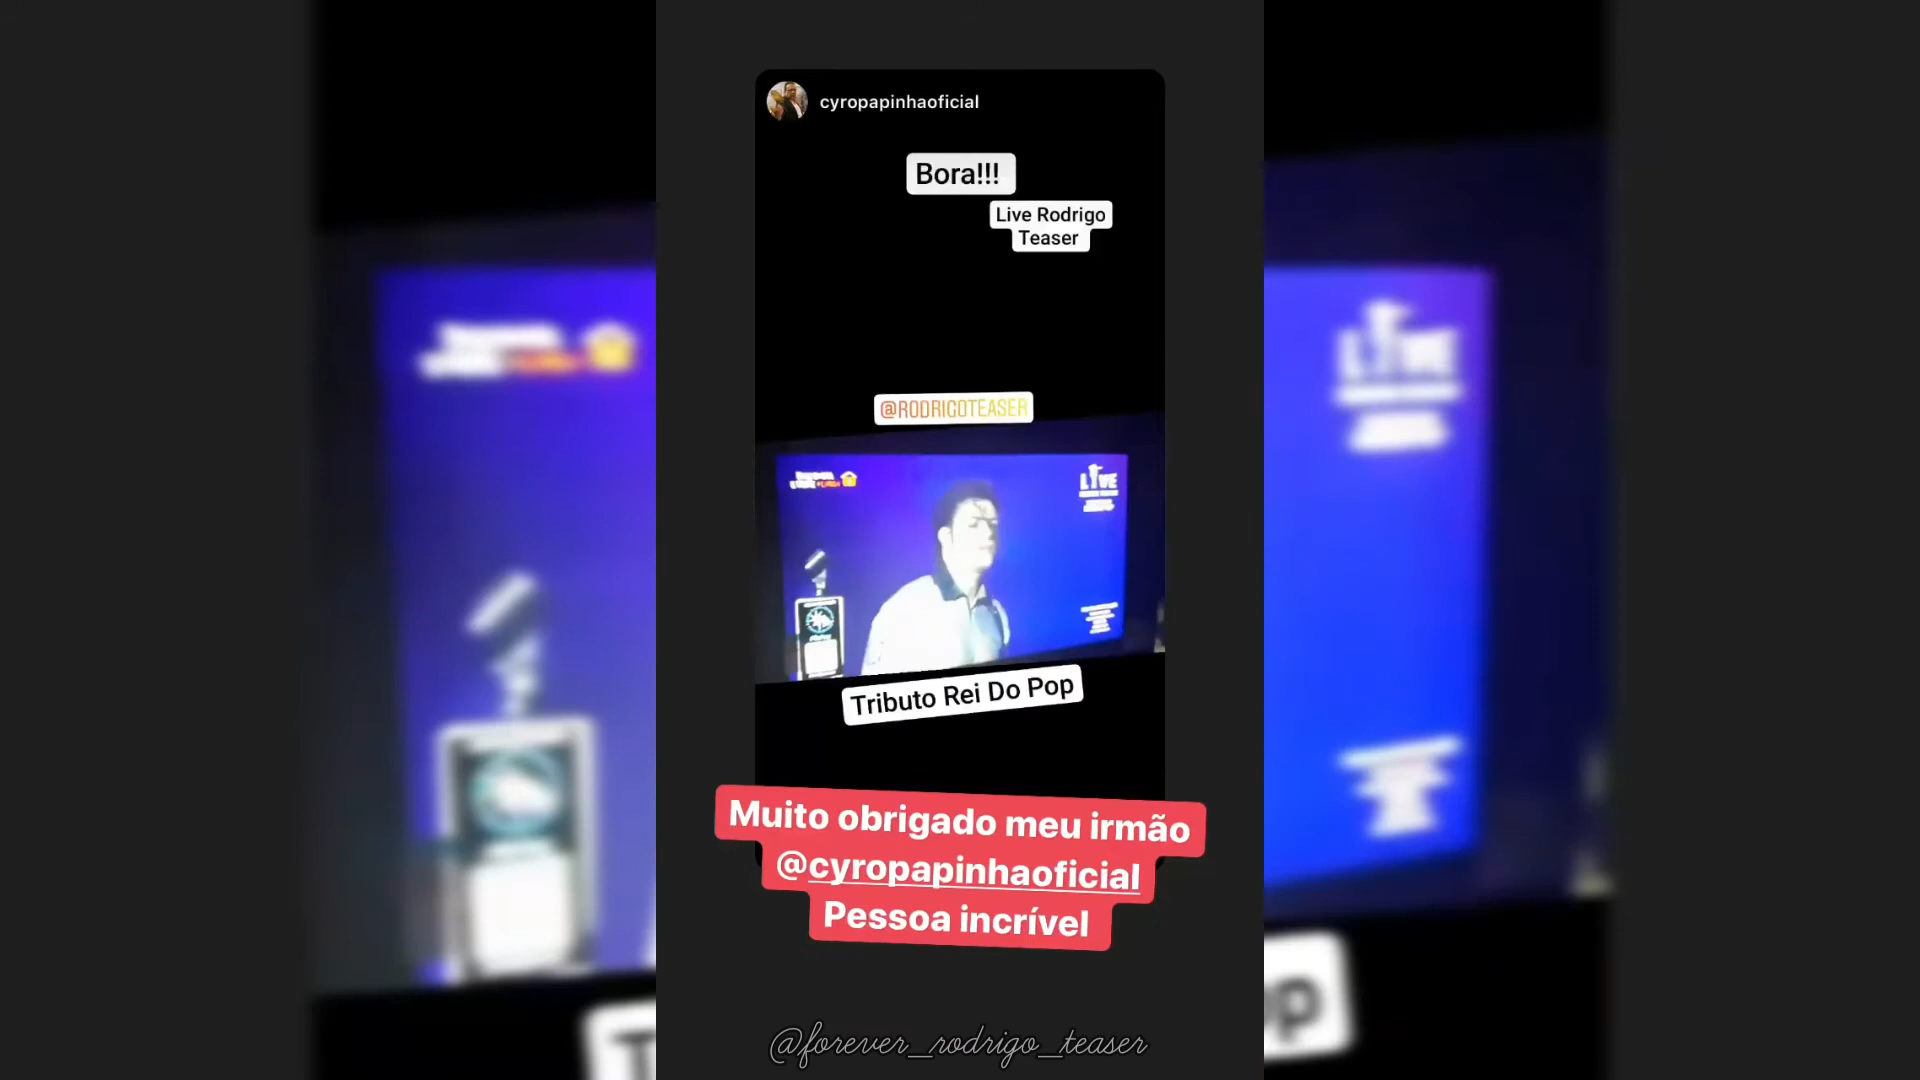 cyropapinhaoficial
Bora!!!
Live Rodrigo
Teaser
@RODRIGOTEASER
LIVE
Tributo Rei Do Pop
Muito obrigado meu irmão
@cyropapinhaoficial
Pessoa incrível
@forever_rodrigo_teaser